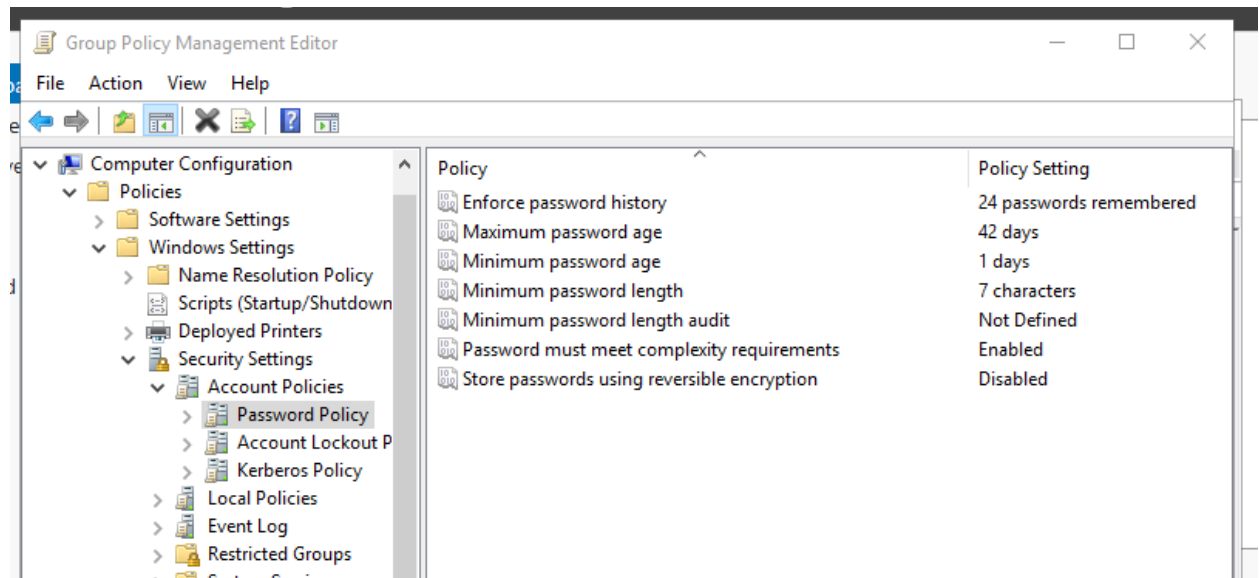 Group Policy Management Editor
File Action View Help
Computer Configuration
Policies
Software Settings
Windows Settings
Name Resolution Policy
Scripts (Startup/Shutdown
Deployed Printers
Security Settings
Account Policies
Password Policy
Account Lockout P
Kerberos Policy
Local Policies
Event Log
Restricted Groups
Policy Policy Setting
Enforce password history 24 passwords remembered
Maximum password age 42 days
Minimum password age 1 days
Minimum password length 7 characters
Minimum password length audit Not Defined
Password must meet complexity requirements Enabled
Store passwords using reversible encryption Disabled